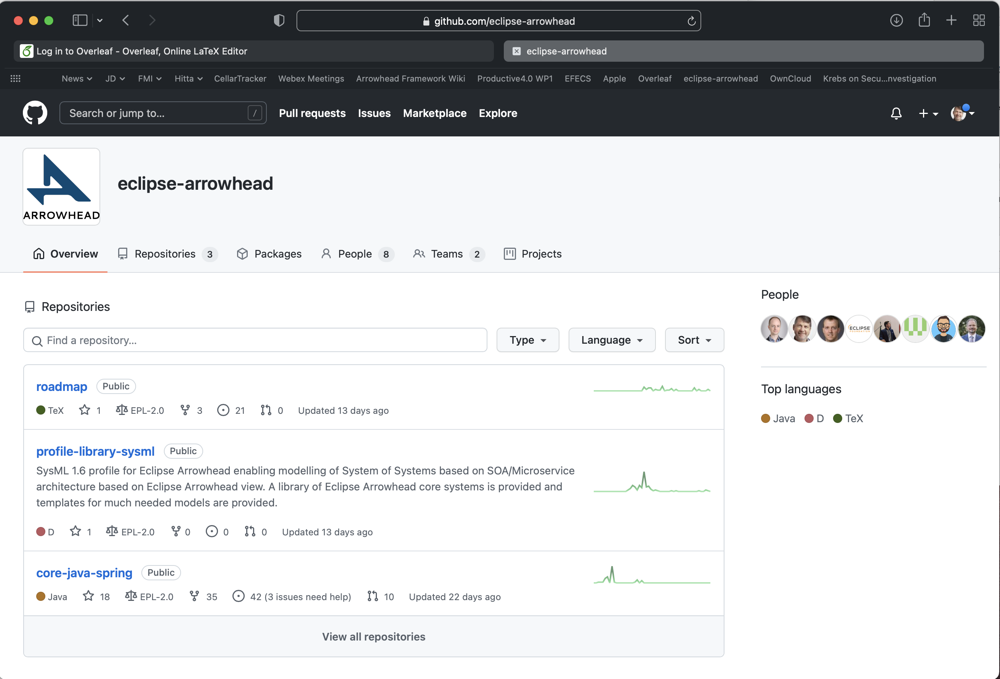 github.com/eclipse-arrowhead
Log in to Overleaf - Overleaf, Online LaTeX Editor
eclipse-arrowhead
News JD FMI Hitta CellarTracker Webex Meetings Arrowhead Framework Wiki Productive4.0 WP1 EFECS Apple Overleaf eclipse-arrowhead OwnCloud Krebs on Secu...nvestigation
Search or jump to... / Pull requests Issues Marketplace Explore
ARROWHEAD
eclipse-arrowhead
Overview Repositories 3 Packages People 8 Teams 2 Projects
Repositories
Find a repository... Type Language Sort
roadmap Public
TeX 1 EPL-2.0 3 21 0 Updated 13 days ago
profile-library-sysml Public
SysML 1.6 profile for Eclipse Arrowhead enabling modelling of System of Systems based on SOA/Microservice
architecture based on Eclipse Arrowhead view. A library of Eclipse Arrowhead core systems is provided and
templates for much needed models are provided.
D 1 EPL-2.0 0 0 0 Updated 13 days ago
core-java-spring Public
Java 18 EPL-2.0 35 42 (3 issues need help) 10 Updated 22 days ago
View all repositories
People
ECLIPSE
FOUNDATION
Top languages
Java D TeX